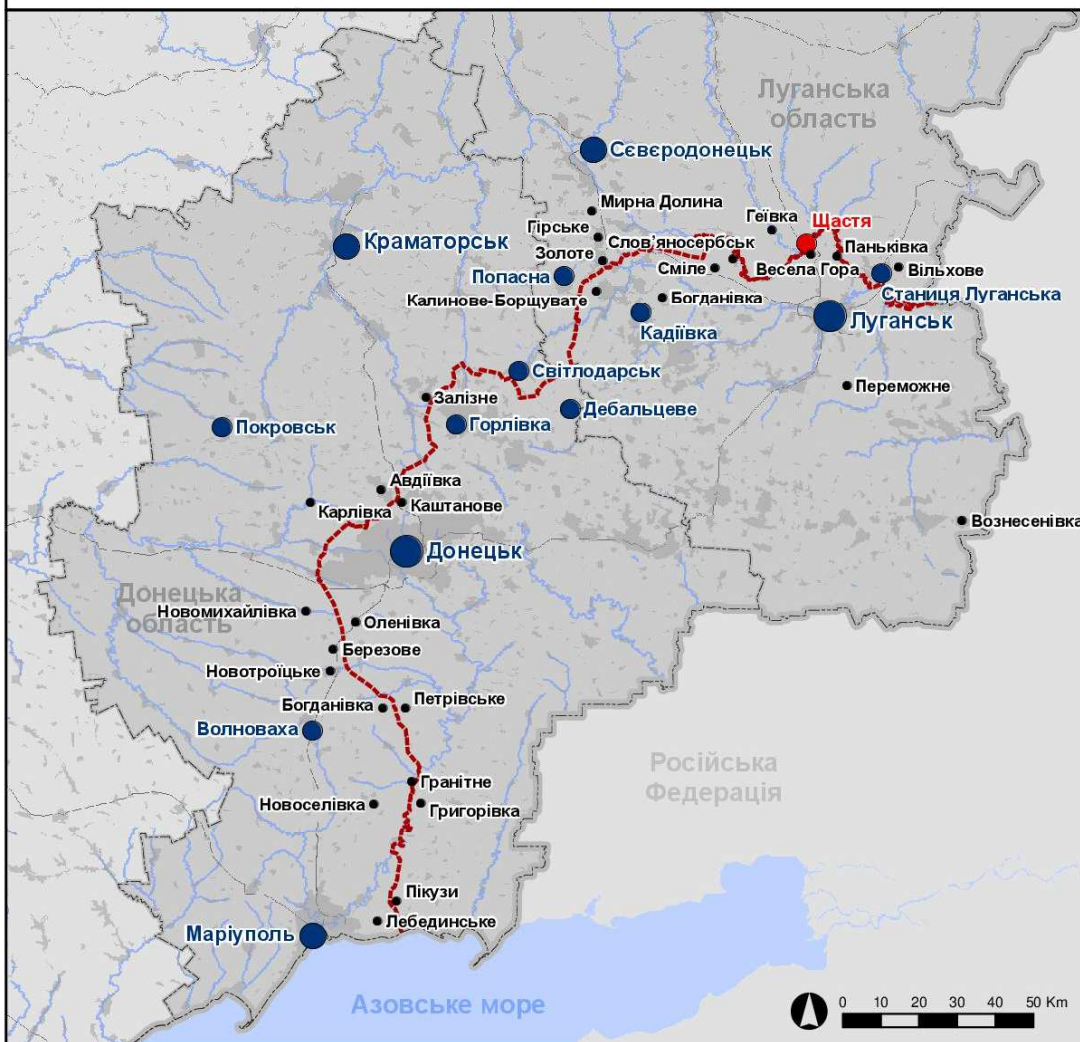 Луганська
область
Сєвєродонецьк
Мирна Долина
Геївка
Щастя
Гірське
Слов'яносербськ
Паньківка
Краматорськ
Золоте
Попасна
Сміле
Весела Гора
Вільхове
Калинове-Борщувате
Богданівка
Станиця Луганська
Кадіївка
Луганськ
Світлодарськ
Переможне
Залізне
Дебальцеве
Покровськ
Горлівка
Авдіївка
Карлівка
Каштанове
Вознесенівка
Донецьк
Донецька
область
Новомихайлівка
Оленівка
Березове
Новотроїцьке
Богданівка
Петрівське
Волноваха
Російська
Федерація
Гранітне
Новоселівка
Григорівка
Пікузи
Лебединське
Маріуполь
Азовське море
0 10 20 30 40 50 Km